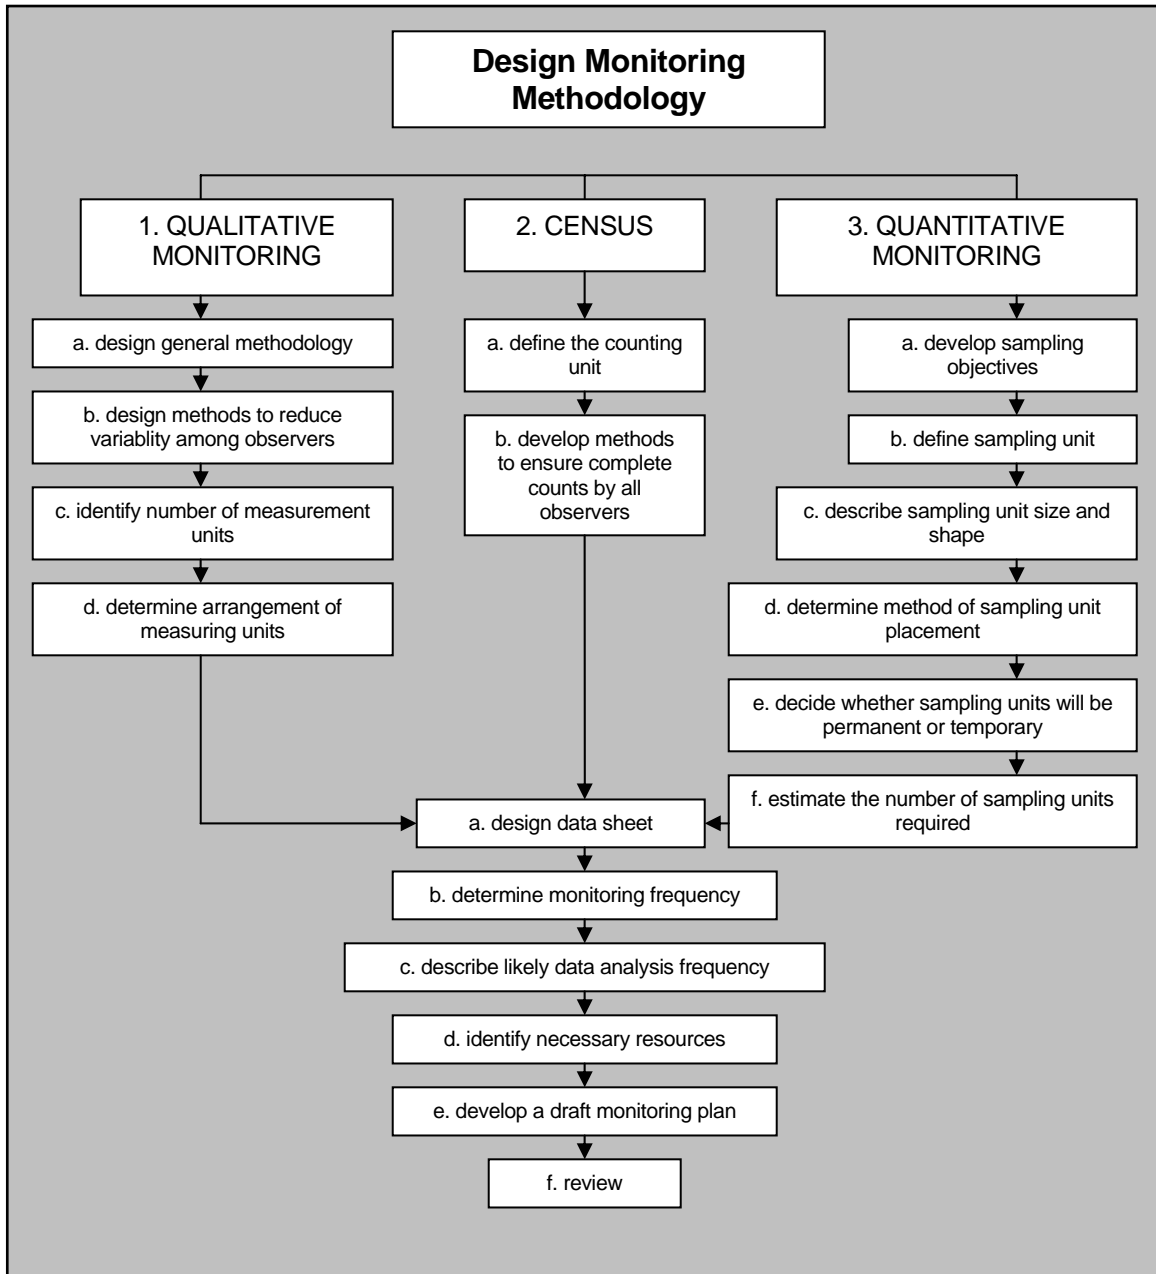 Design Monitoring
Methodology
1. QUALITATIVE
MONITORING
a. design general methodology
b. design methods to reduce
variablity among observers
c. identify number of measurement
units
d. determine arrangement of
measuring units
2. CENSUS
a. define the counting
unit
b. develop methods
to ensure complete
counts by all
observers
3. QUANTITATIVE
MONITORING
a. develop sampling
objectives
b. define sampling unit
c. describe sampling unit size and
shape
d. determine method of sampling unit
placement
e. decide whether sampling units will be
permanent or temporary
f. estimate the number of sampling units
required
a. design data sheet
b. determine monitoring frequency
c. describe likely data analysis frequency
d. identify necessary resources
e. develop a draft monitoring plan
f. review